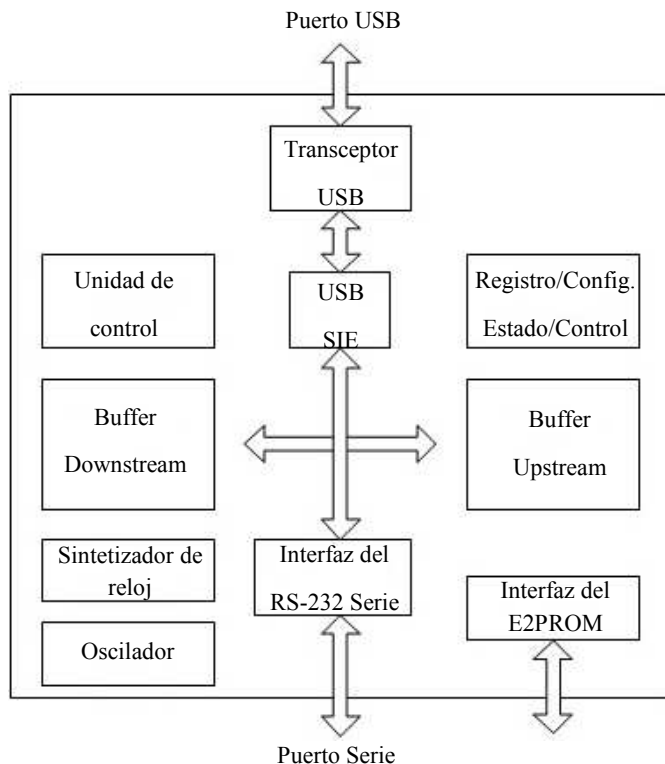 Puerto USB
Transceptor
USB
Unidad de
control
USB
SIE
Registro/Config.
Estado/Control
Buffer
Downstream
Buffer
Upstream
Sintetizador de
reloj
Interfaz del
RS-232 Serie
Interfaz del
E2PROM
Oscilador
Puerto Serie